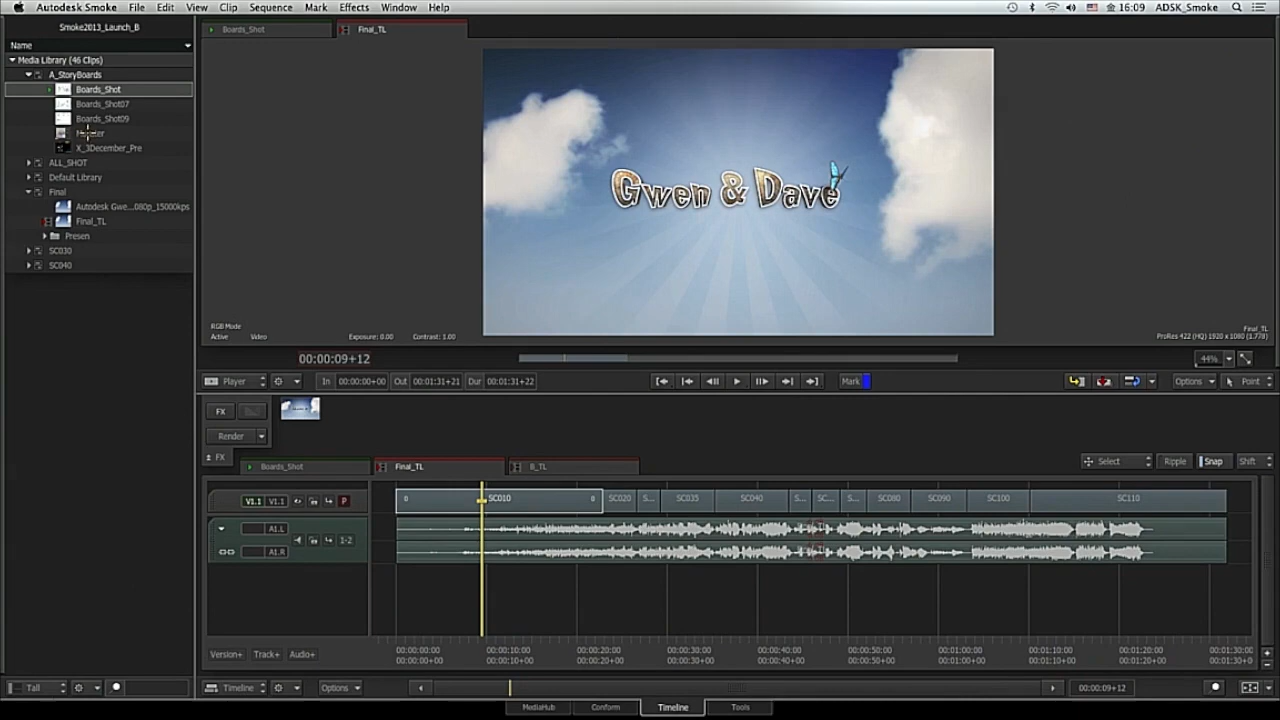 Autodesk Smoke File Edit View Clip Sequence Mark Effects Window Help 金 16:09 ADSK_Smoke
Smoke2013_Launch_B
Name
Media Library (46 Clips)
A_StoryBoards
Boards_Shot
Boards_Shot07
Boards_Shot09
X_3December_Pre
ALL_SHOT
Default Library
Final
Autodesk Gwe...080p_15000kps
Final_TL
Presen
SC030
SC040
Boards_Shot Final_TL
Gwen & Dave
RGB Mode
Active Video Exposure: 0.00 Contrast: 1.00
Final_TL
ProRes 422 (HQ) 1920 x 1080 (1.778)
00:00:09+12 44%
Player In 00:00:00+00 Out 00:01:31+21 Dur 00:01:31+22 Mark Options Point
FX
Render
FX
Boards_Shot Final_TL B_TL Select Ripple Snap Shift
V1.1 V1.1 P 0 SC010 0 SC020 S... SC035 SC040 S... SC... S... SC080 SC090 SC100 SC110
A1.L
1-2
A1.R
Version+ Track+ Audio+
00:00:00:00 00:00:10:00 00:00:20:00 00:00:30:00 00:00:40:00 00:00:50:00 00:01:00:00 00:01:10:00 00:01:20:00 00:01:30:00
00:00:00+00 00:00:10+00 00:00:20+00 00:00:30+00 00:00:40+00 00:00:50+00 00:01:00+00 00:01:10+00 00:01:20+00 00:01:30+0
Tall Timeline Options 00:00:09+12
MediaHub Conform Timeline Tools